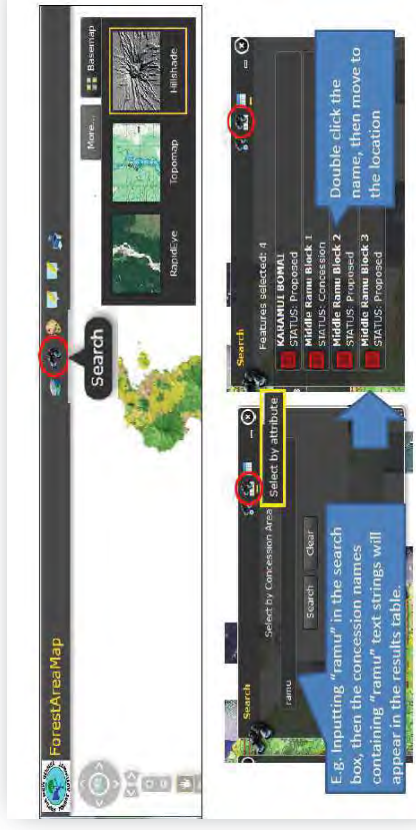 ForestAreaMap
Search
More...
Basemap
RapidEye
Topomap
Hillshade
Search
Select by attribute
Select by Concession Area
ramu
Search
Clear
E.g. Inputting "ramu" in the search
box, then the concession names
containing "ramu" text strings will
appear in the results table.
Search
Features selected: 4
KARAMUI BOMAI
STATUS: Proposed
Middle Ramu Block 1
STATUS: Concession
Middle Ramu Block 2
STATUS: Proposed
Middle Ramu Block 3
STATUS: Proposed
Double click the
name, then move to
the location